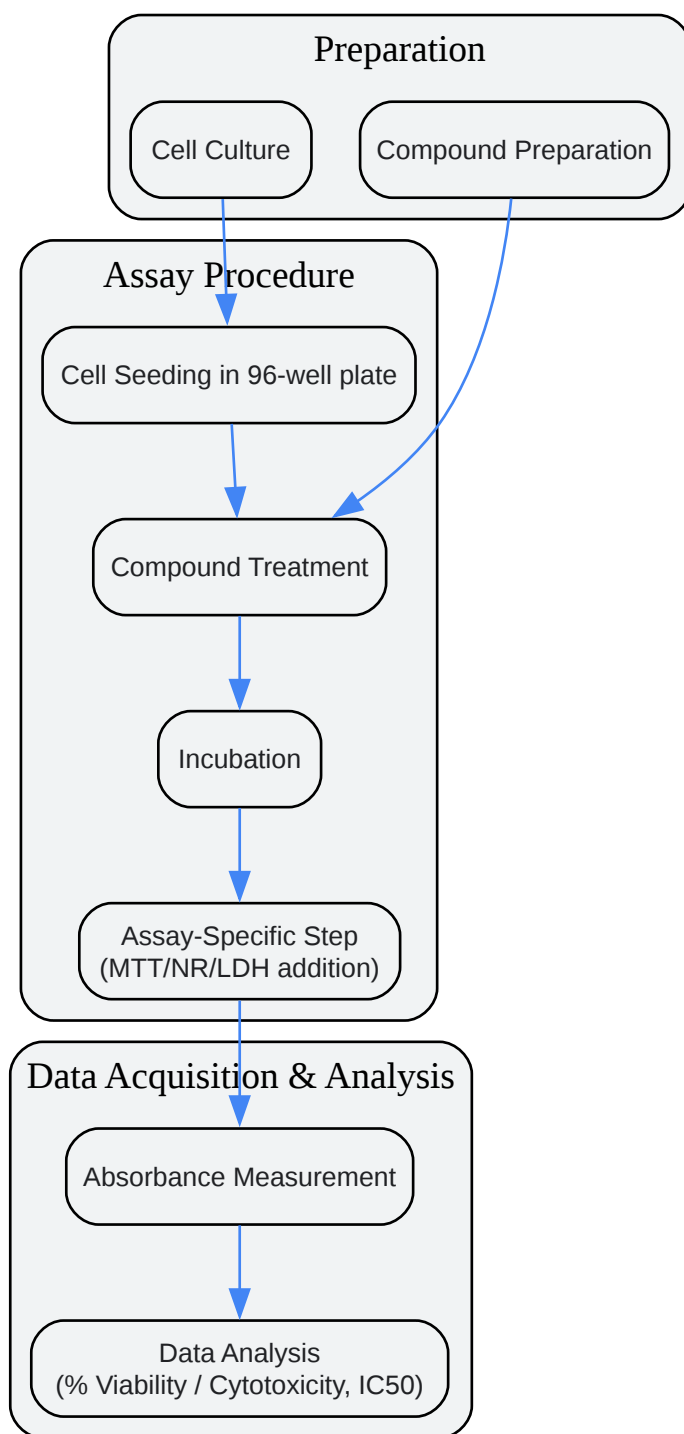 Preparation
Cell Culture
Compound Preparation
Assay Procedure
Cell Seeding in 96-well plate
Compound Treatment
Incubation
Assay-Specific Step
(MTT/NR/LDH addition)
Data Acquisition & Analysis
Absorbance Measurement
Data Analysis
(% Viability / Cytotoxicity, IC50)